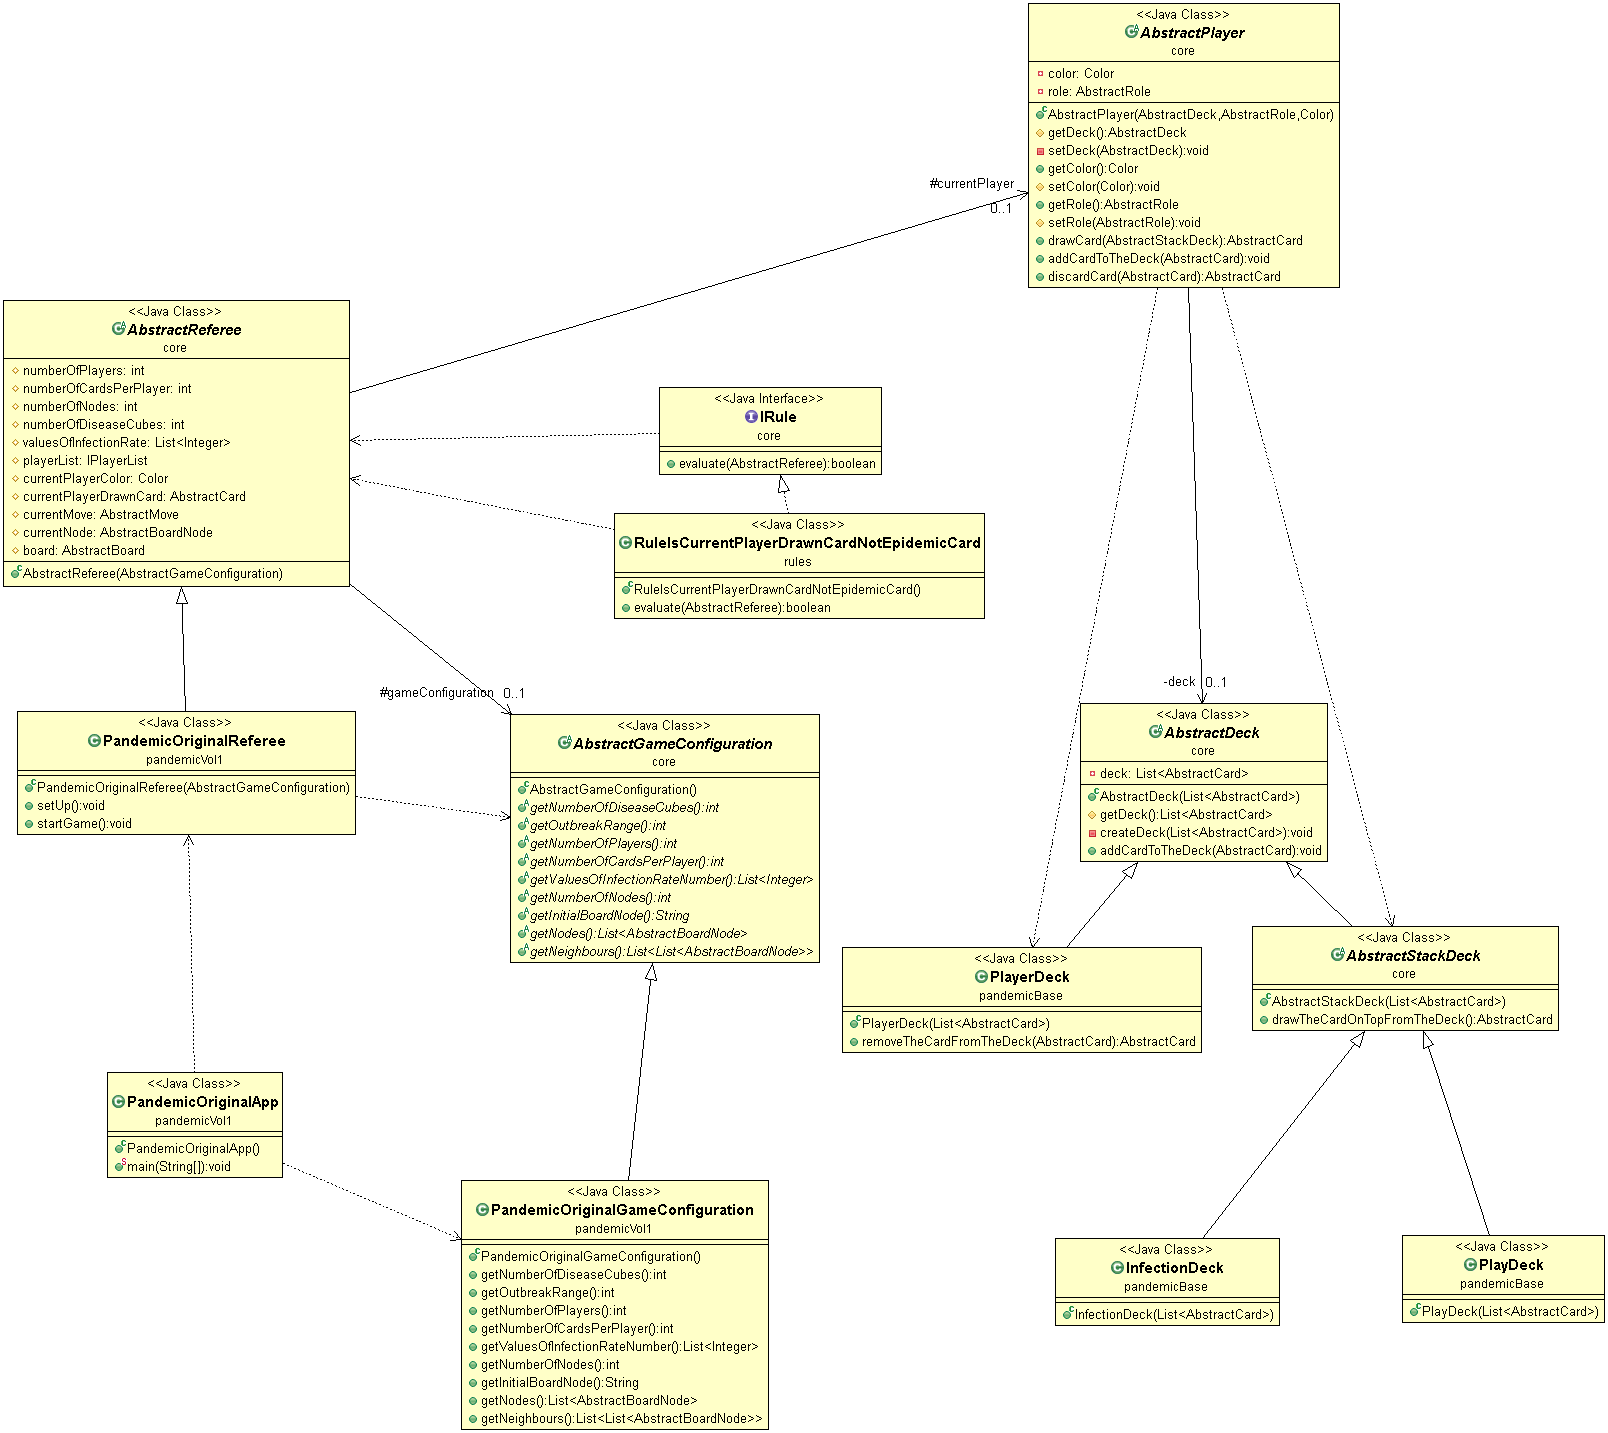 <<Java Class>>
AbstractPlayer
core
color: Color
role: AbstractRole
AbstractPlayer(AbstractDeck,AbstractRole,Color)
getDeck():AbstractDeck
setDeck(AbstractDeck):void
getColor():Color
setColor(Color):void
getRole():AbstractRole
setRole(AbstractRole):void
drawCard(AbstractStackDeck):AbstractCard
addCardToTheDeck(AbstractCard):void
discardCard(AbstractCard):AbstractCard
#currentPlayer
0..1
<<Java Class>>
AbstractReferee
core
numberOfPlayers: int
numberOfCardsPerPlayer: int
numberOfNodes: int
numberOfDiseaseCubes: int
valuesOfInfectionRate: List<Integer>
playerList: IPlayerList
currentPlayerColor: Color
currentPlayerDrawnCard: AbstractCard
currentMove: AbstractMove
currentNode: AbstractBoardNode
board: AbstractBoard
AbstractReferee(AbstractGameConfiguration)
<<Java Interface>>
IRule
core
evaluate(AbstractReferee):boolean
<<Java Class>>
RuleIsCurrentPlayerDrawnCardNotEpidemicCard
rules
RuleIsCurrentPlayerDrawnCardNotEpidemicCard()
evaluate(AbstractReferee):boolean
#gameConfiguration 0..1
-deck 0..1
<<Java Class>>
PandemicOriginalReferee
pandemicVol1
PandemicOriginalReferee(AbstractGameConfiguration)
setUp():void
startGame():void
<<Java Class>>
AbstractGameConfiguration
core
AbstractGameConfiguration()
getNumberOfDiseaseCubes():int
getOutbreakRange():int
getNumberOfPlayers():int
getNumberOfCardsPerPlayer():int
getValuesOfInfectionRateNumber():List<Integer>
getNumberOfNodes():int
getInitialBoardNode():String
getNodes():List<AbstractBoardNode>
getNeighbours():List<List<AbstractBoardNode>>
<<Java Class>>
AbstractDeck
core
deck: List<AbstractCard>
AbstractDeck(List<AbstractCard>)
getDeck():List<AbstractCard>
createDeck(List<AbstractCard>):void
addCardToTheDeck(AbstractCard):void
<<Java Class>>
PlayerDeck
pandemicBase
PlayerDeck(List<AbstractCard>)
removeTheCardFromTheDeck(AbstractCard):AbstractCard
<<Java Class>>
AbstractStackDeck
core
AbstractStackDeck(List<AbstractCard>)
drawTheCardOnTopFromTheDeck():AbstractCard
<<Java Class>>
PandemicOriginalApp
pandemicVol1
PandemicOriginalApp()
main(String[]):void
<<Java Class>>
PandemicOriginalGameConfiguration
pandemicVol1
PandemicOriginalGameConfiguration()
getNumberOfDiseaseCubes():int
getOutbreakRange():int
getNumberOfPlayers():int
getNumberOfCardsPerPlayer():int
getValuesOfInfectionRateNumber():List<Integer>
getNumberOfNodes():int
getInitialBoardNode():String
getNodes():List<AbstractBoardNode>
getNeighbours():List<List<AbstractBoardNode>>
<<Java Class>>
InfectionDeck
pandemicBase
InfectionDeck(List<AbstractCard>)
<<Java Class>>
PlayDeck
pandemicBase
PlayDeck(List<AbstractCard>)